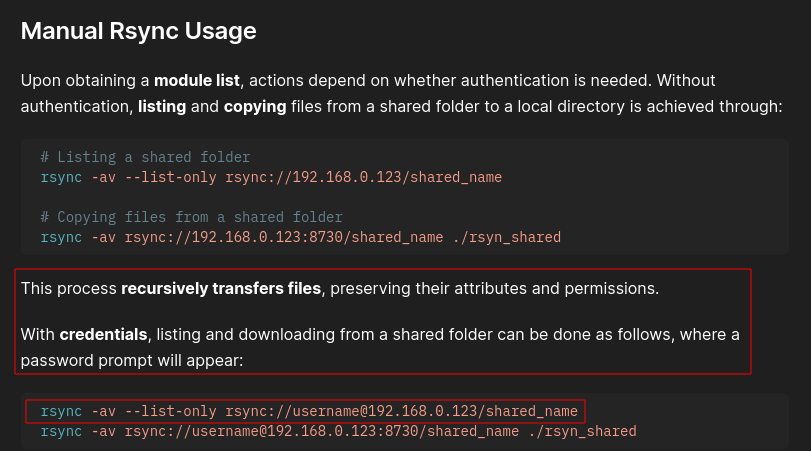 Manual Rsync Usage
Upon obtaining a module list, actions depend on whether authentication is needed. Without
authentication, listing and copying files from a shared folder to a local directory is achieved through:
# Listing a shared folder
rsync -av --list-only rsync://192.168.0.123/shared_name
# Copying files from a shared folder
rsync -av rsync://192.168.0.123:8730/shared_name ./rsyn_shared
This process recursively transfers files, preserving their attributes and permissions.
With credentials, listing and downloading from a shared folder can be done as follows, where a
password prompt will appear:
rsync -av --list-only rsync://username@192.168.0.123/shared_name
rsync -av rsync://username@192.168.0.123:8730/shared_name ./rsyn_shared